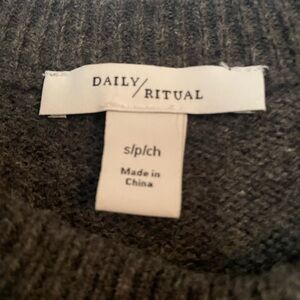 DAILY/
RITUAL
s/p/ch
Made in
China